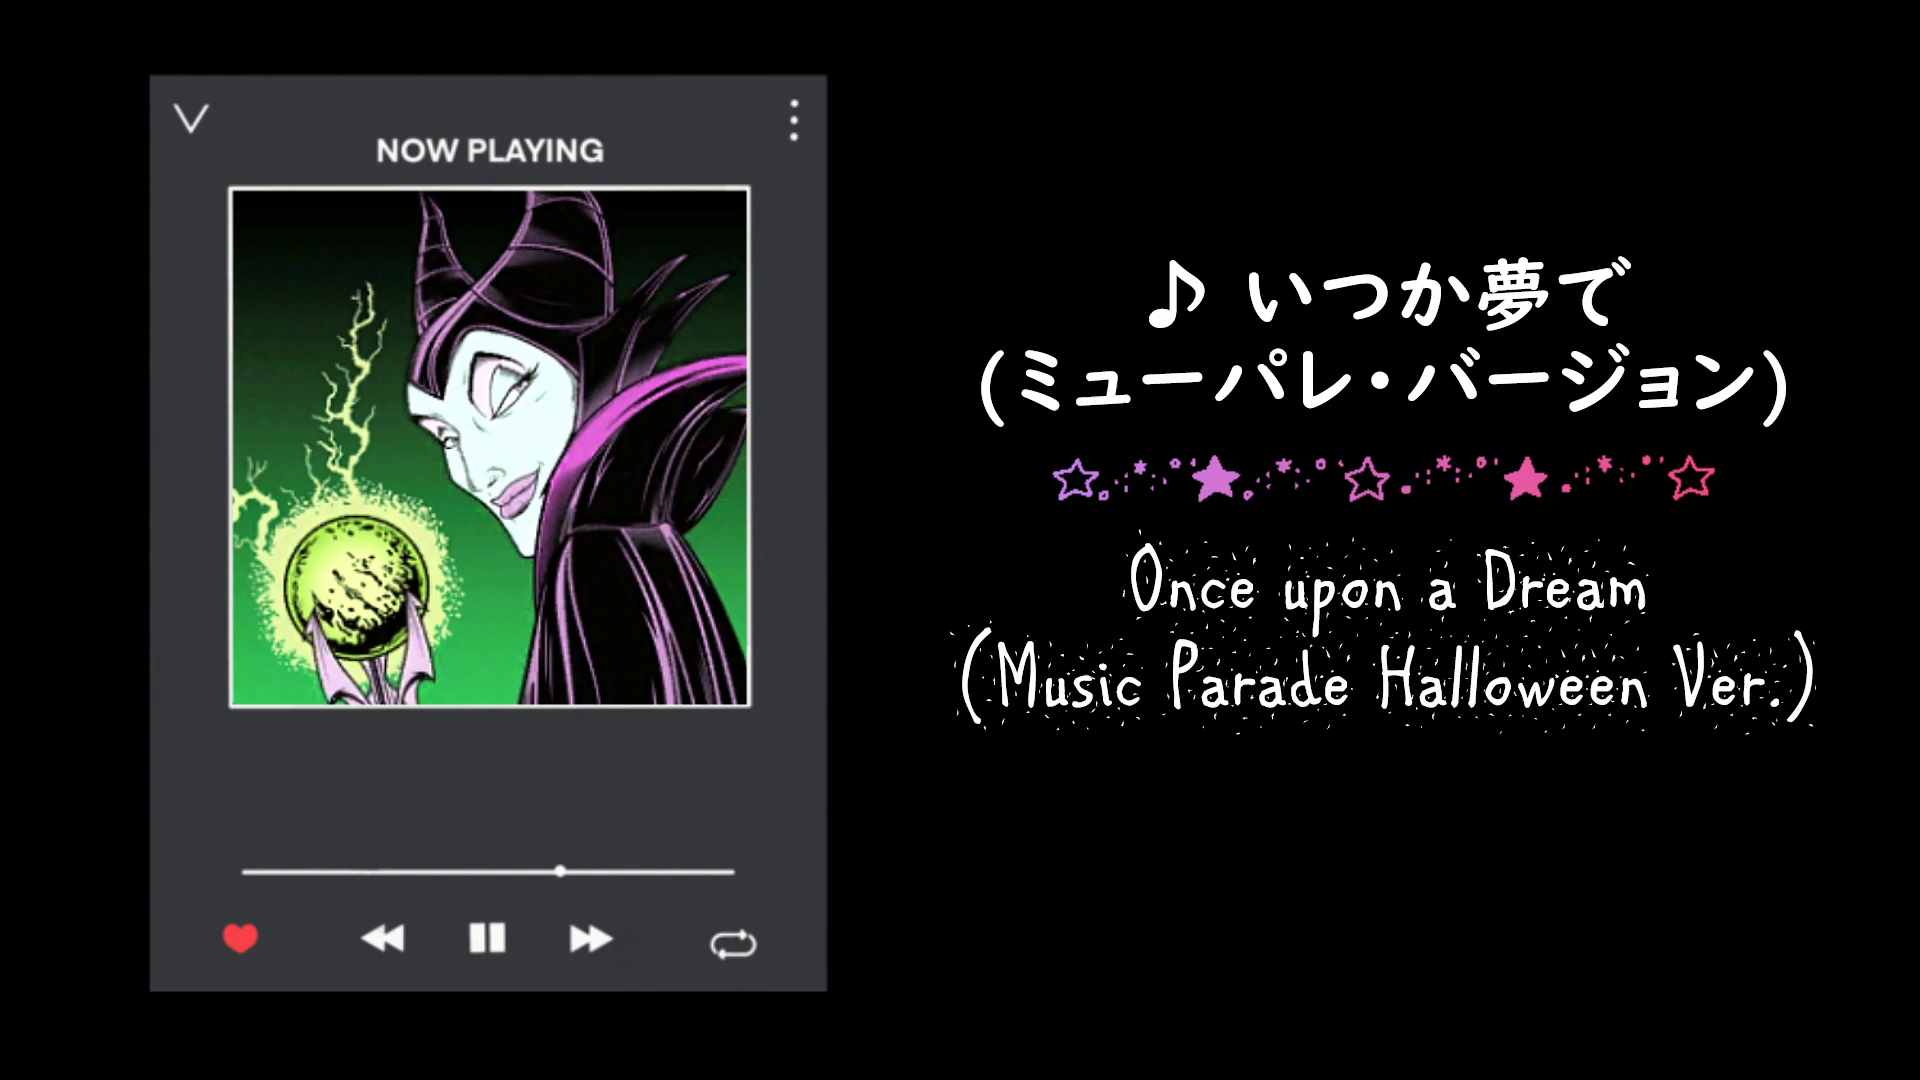 NOW PLAYING
♪ いつか夢で
(ミューパレ・バージョン)
Once upon a Dream
(Music Parade Halloween Ver.)